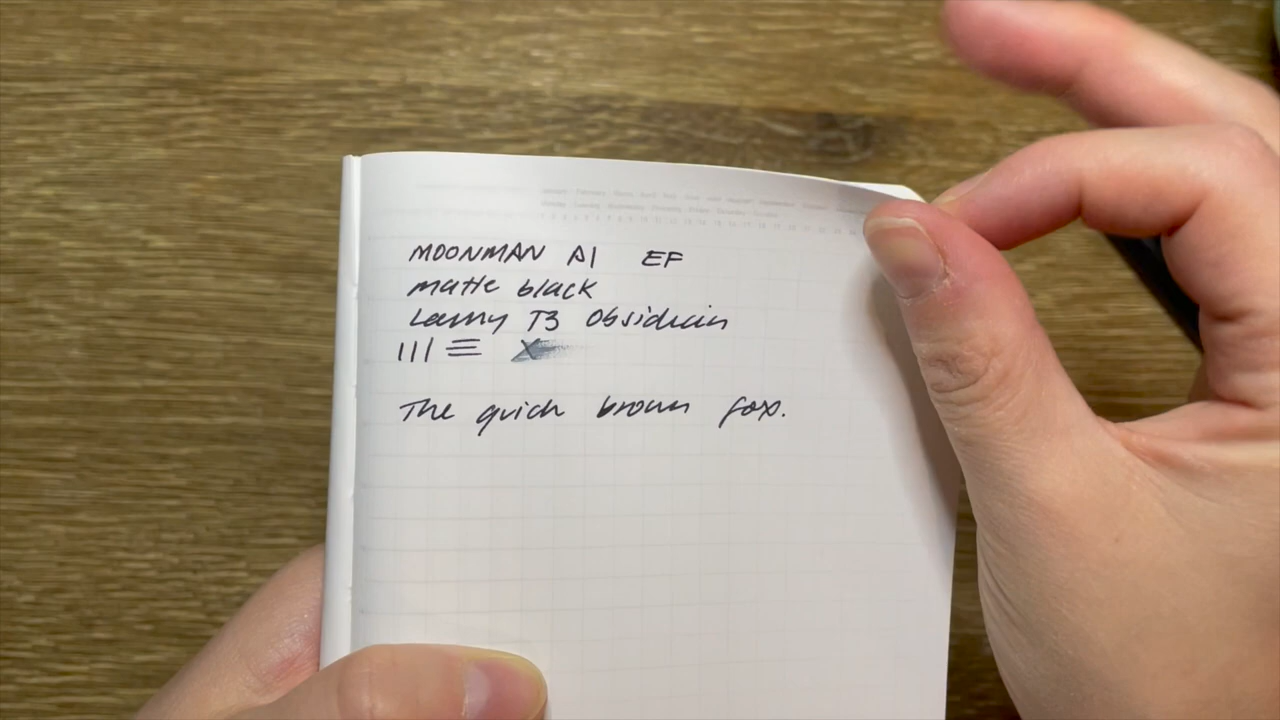 MOONMAN A1 EF
matte black
Lamy T3 Obsidian
The quick brown fox.